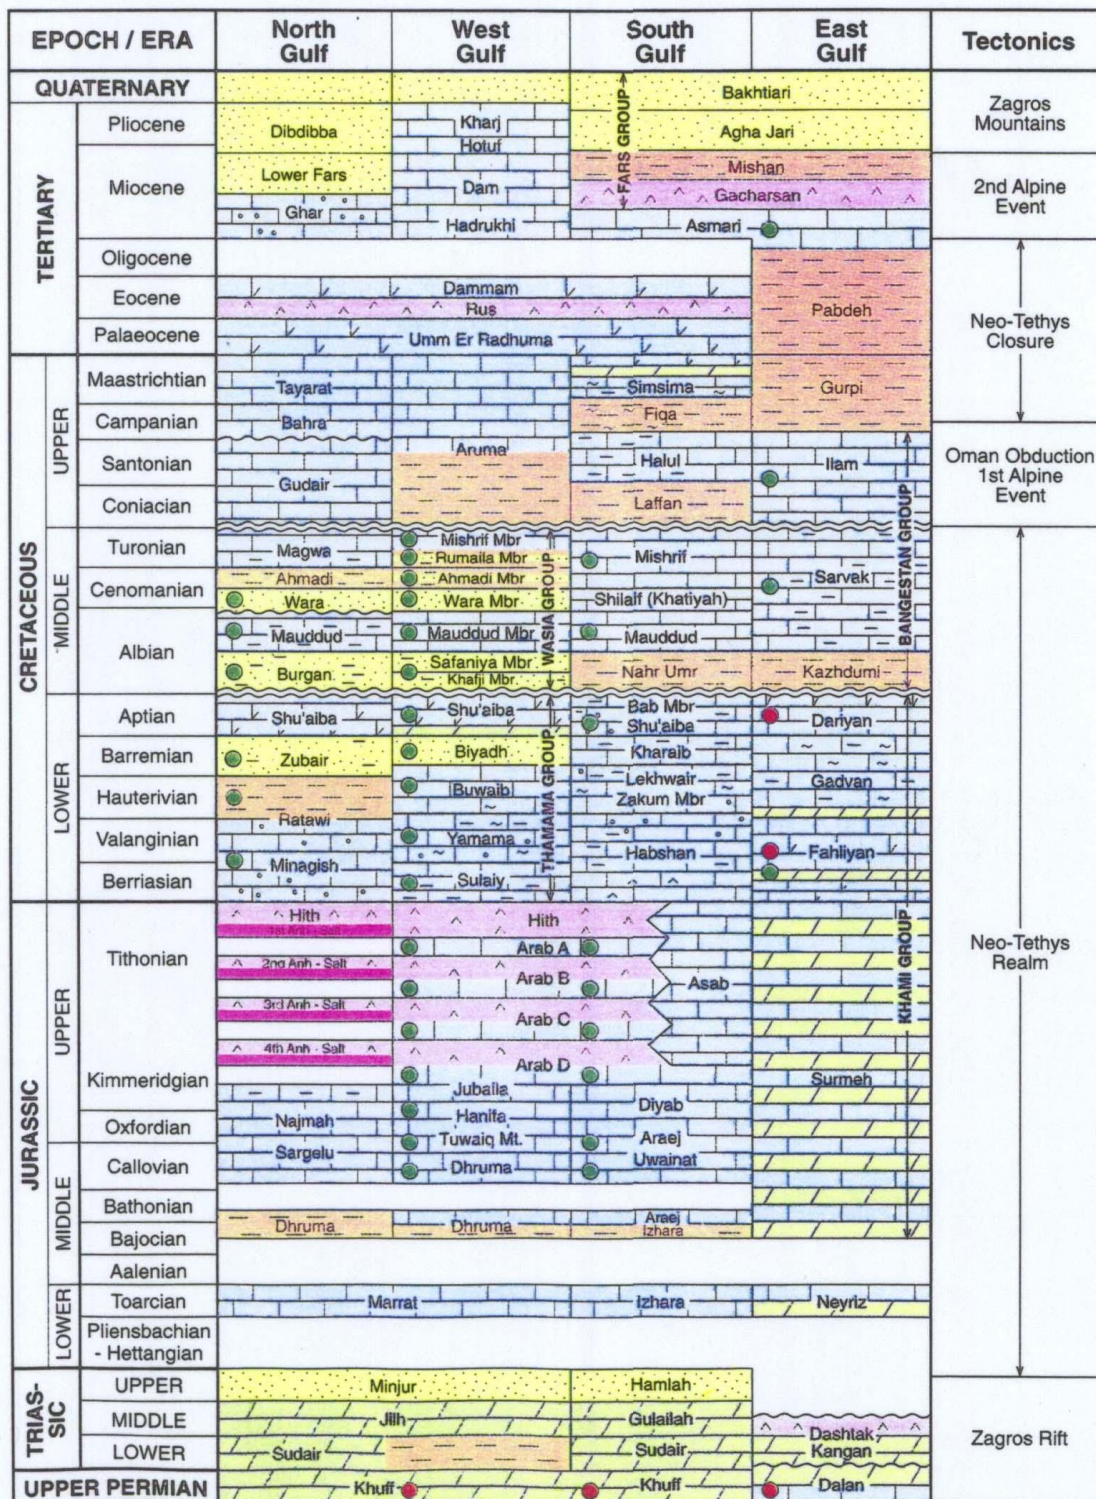 EPOCH / ERA
North
Gulf
West
Gulf
South
Gulf
East
Gulf
Tectonics
QUATERNARY
TERTIARY
Pliocene
Miocene
Oligocene
Eocene
Palaeocene
CRETACEOUS
UPPER
Maastrichtian
Campanian
Santonian
Coniacian
MIDDLE
Turonian
Cenomanian
Albian
LOWER
Aptian
Barremian
Hauterivian
Valanginian
Berriasian
JURASSIC
UPPER
Tithonian
Kimmeridgian
Oxfordian
MIDDLE
Callovian
Bathonian
Bajocian
Aalenian
LOWER
Toarcian
Pliensbachian
- Hettangian
TRIAS-
SIC
UPPER
MIDDLE
LOWER
UPPER PERMIAN
Dibdibba
Lower Fars
Ghar
Kharj
Hofuf
Dam
Hadrukhi
FARS GROUP
Bakhtiari
Agha Jari
Mishan
Gacharsan
Asmari
Dammam
Rus
Umm Er Radhuma
Pabdeh
Tayarat
Bahra
Gudair
Aruma
Simsima
Fiqa
Halul
Laffan
Gurpi
Ilam
BANGESTAN GROUP
Magwa
Ahmadi
Wara
Mauddud
Burgan
Mishrif Mbr
Rumaila Mbr
Ahmadi Mbr
Wara Mbr
Mauddud Mbr
Safaniya Mbr
Khafji Mbr
WASIA GROUP
Mishrif
Shilaif (Khatiyah)
Mauddud
Nahr Umr
Sarvak
Kazhdumi
Shu'aiba
Zubair
Ratawi
Minagish
Shu'aiba
Biyadh
Buwaib
Yamama
Sulaiy
THAMAMA GROUP
Bab Mbr
Shu'aiba
Kharaib
Lekhwair
Zakum Mbr
Habshan
Dariyan
Gadvan
Fahliyan
KHAMI GROUP
Hith
1st Anh - Salt
2nd Anh - Salt
3rd Anh - Salt
4th Anh - Salt
Najmah
Sargelu
Dhruma
Hith
Arab A
Arab B
Arab C
Arab D
Jubaila
Hanifa
Tuwaiq Mt.
Dhruma
Dhruma
Asab
Diyab
Araej
Uwainat
Araej
Izhara
Surmeh
Marrat
Izhara
Neyriz
Minjur
Hamlah
Jilh
Gulailah
Sudair
Sudair
Dashtak
Kangan
Khuff
Khuff
Dalan
Zagros
Mountains
2nd Alpine
Event
Neo-Tethys
Closure
Oman Obduction
1st Alpine
Event
Neo-Tethys
Realm
Zagros Rift